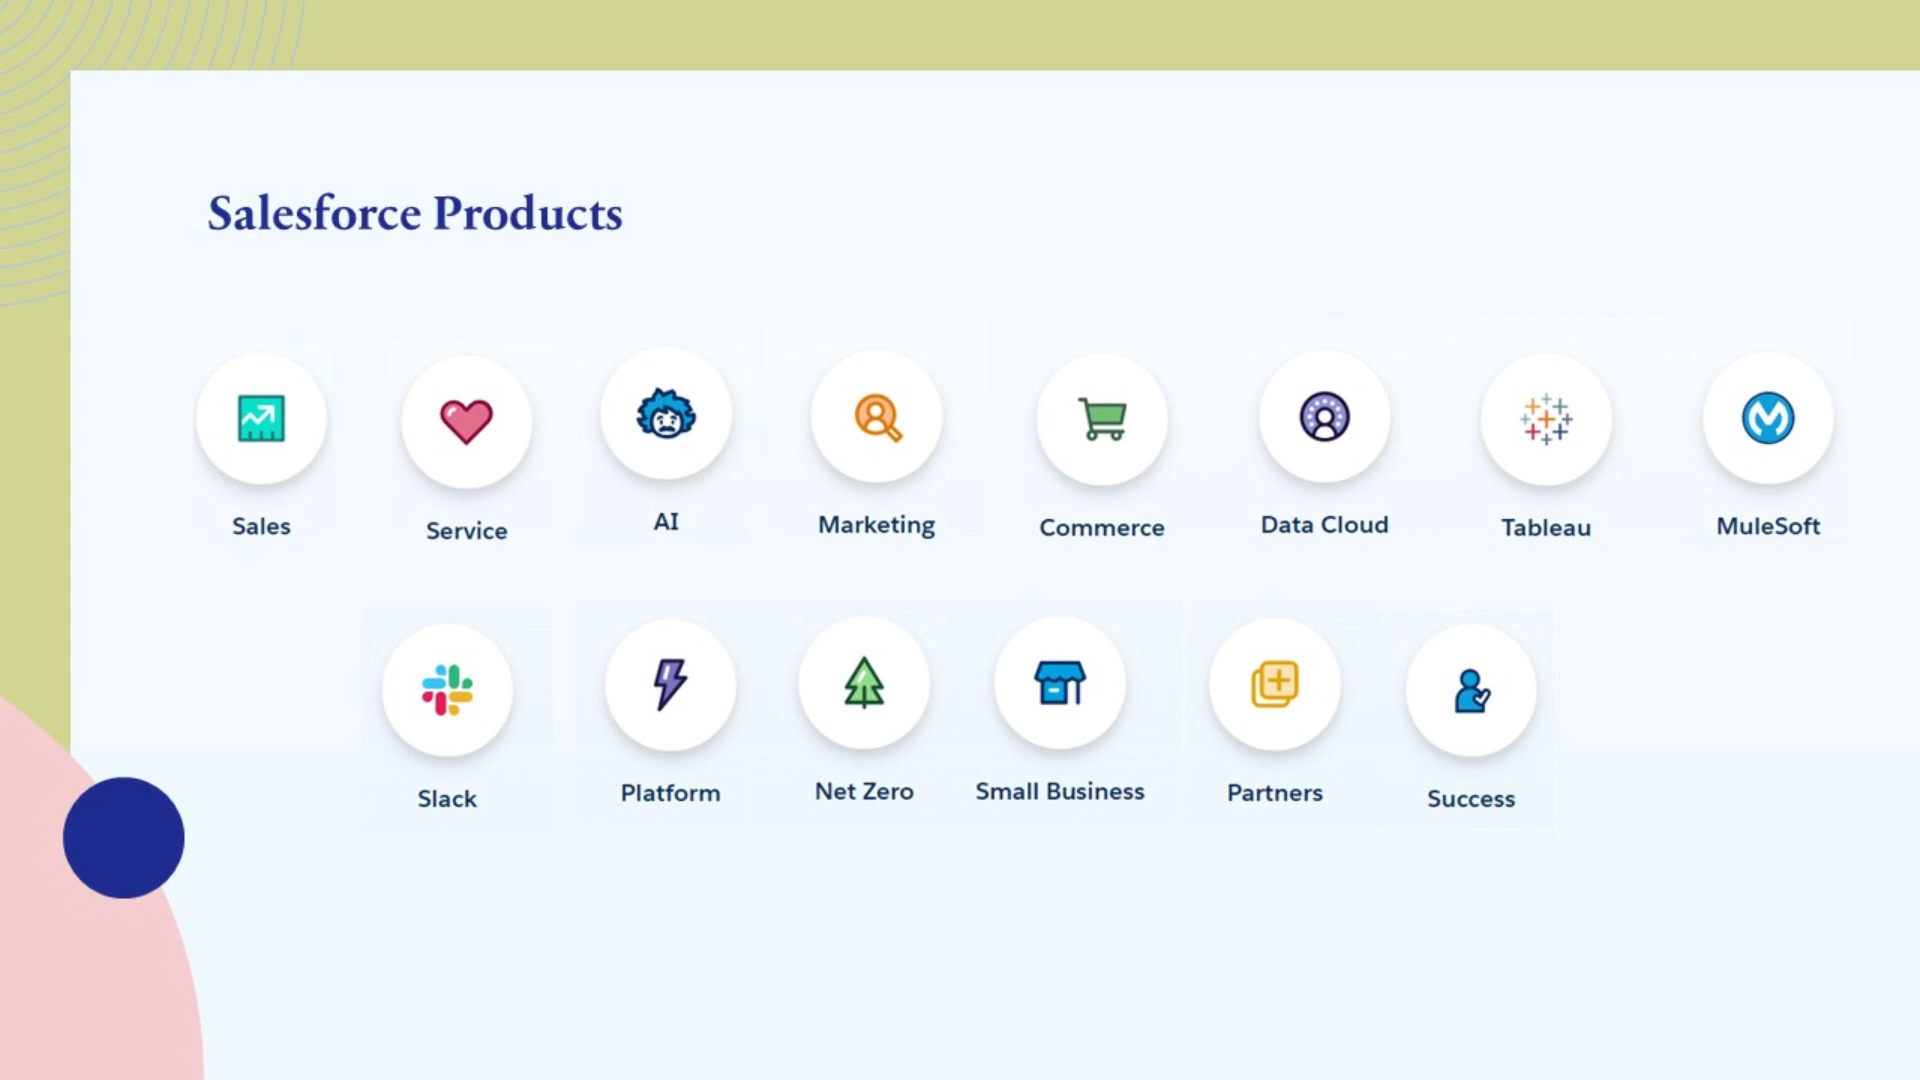 Salesforce Products
Sales
Service
AI
Marketing
Commerce
Data Cloud
Tableau
MuleSoft
Slack
Platform
Net Zero
Small Business
Partners
Success